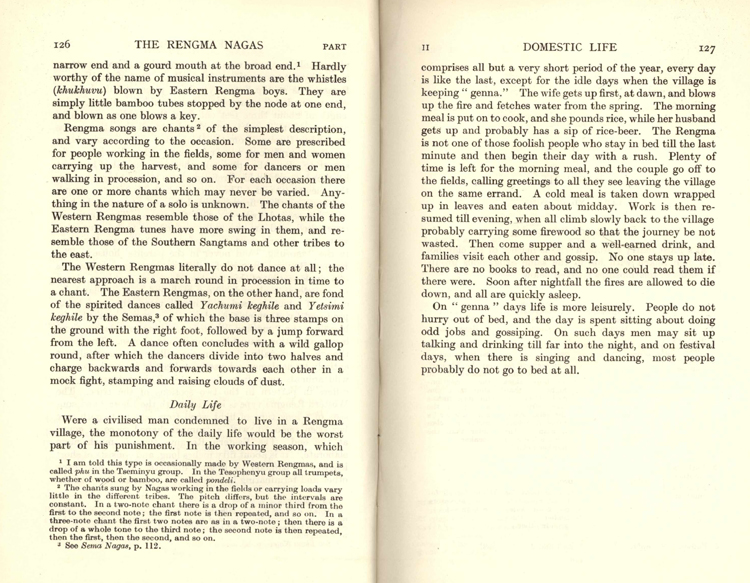 126 THE RENGMA NAGAS PART
narrow end and a gourd mouth at the broad end.¹ Hardly
worthy of the name of musical instruments are the whistles
(khukhuvu) blown by Eastern Rengma boys. They are
simply little bamboo tubes stopped by the node at one end,
and blown as one blows a key.
Rengma songs are chants² of the simplest description,
and vary according to the occasion. Some are prescribed
for people working in the fields, some for men and women
carrying up the harvest, and some for dancers or men
walking in procession, and so on. For each occasion there
are one or more chants which may never be varied. Any-
thing in the nature of a solo is unknown. The chants of the
Western Rengmas resemble those of the Lhotas, while the
Eastern Rengma tunes have more swing in them, and re-
semble those of the Southern Sangtams and other tribes to
the east.
The Western Rengmas literally do not dance at all; the
nearest approach is a march round in procession in time to
a chant. The Eastern Rengmas, on the other hand, are fond
of the spirited dances called Yachumi keghile and Yetsimi
keghile by the Semas,³ of which the base is three stamps on
the ground with the right foot, followed by a jump forward
from the left. A dance often concludes with a wild gallop
round, after which the dancers divide into two halves and
charge backwards and forwards towards each other in a
mock fight, stamping and raising clouds of dust.
Daily Life
Were a civilised man condemned to live in a Rengma
village, the monotony of the daily life would be the worst
part of his punishment. In the working season, which
¹ I am told this type is occasionally made by Western Rengmas, and is
called phu in the Tseminyu group. In the Tesophenyu group all trumpets,
whether of wood or bamboo, are called pondeli.
² The chants sung by Nagas working in the fields or carrying loads vary
little in the different tribes. The pitch differs, but the intervals are
constant. In a two-note chant there is a drop of a minor third from the
first to the second note; the first note is then repeated, and so on. In a
three-note chant the first two notes are as in a two-note; then there is a
drop of a whole tone to the third note; the second note is then repeated,
then the first, then the second, and so on.
³ See Sema Nagas, p. 112.
II DOMESTIC LIFE 127
comprises all but a very short period of the year, every day
is like the last, except for the idle days when the village is
keeping "genna." The wife gets up first, at dawn, and blows
up the fire and fetches water from the spring. The morning
meal is put on to cook, and she pounds rice, while her husband
gets up and probably has a sip of rice-beer. The Rengma
is not one of those foolish people who stay in bed till the last
minute and then begin their day with a rush. Plenty of
time is left for the morning meal, and the couple go off to
the fields, calling greetings to all they see leaving the village
on the same errand. A cold meal is taken down wrapped
up in leaves and eaten about midday. Work is then re-
sumed till evening, when all climb slowly back to the village
probably carrying some firewood so that the journey be not
wasted. Then come supper and a well-earned drink, and
families visit each other and gossip. No one stays up late.
There are no books to read, and no one could read them if
there were. Soon after nightfall the fires are allowed to die
down, and all are quickly asleep.
On "genna" days life is more leisurely. People do not
hurry out of bed, and the day is spent sitting about doing
odd jobs and gossiping. On such days men may sit up
talking and drinking till far into the night, and on festival
days, when there is singing and dancing, most people
probably do not go to bed at all.